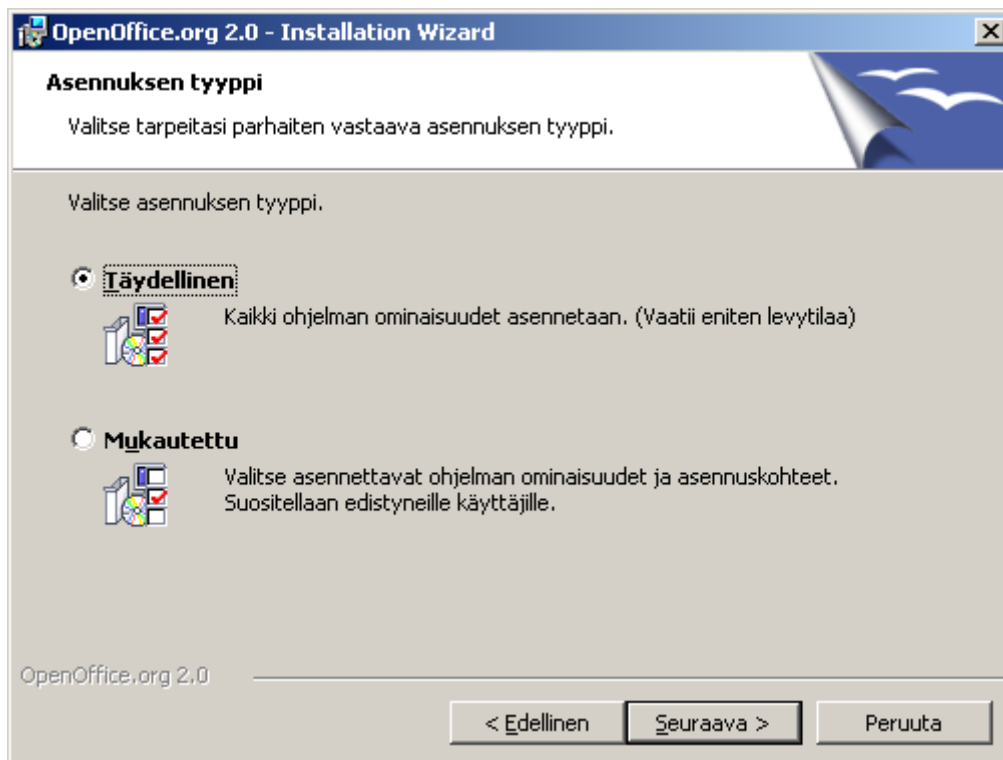 OpenOffice.org 2.0 - Installation Wizard
Asennuksen tyyppi
Valitse tarpeitasi parhaiten vastaava asennuksen tyyppi.
Valitse asennuksen tyyppi.
Täydellinen
Kaikki ohjelman ominaisuudet asennetaan. (Vaatii eniten levytilaa)
Mukautettu
Valitse asennettavat ohjelman ominaisuudet ja asennuskohteet.
Suositellaan edistyneille käyttäjille.
OpenOffice.org 2.0
< Edellinen Seuraava > Peruuta